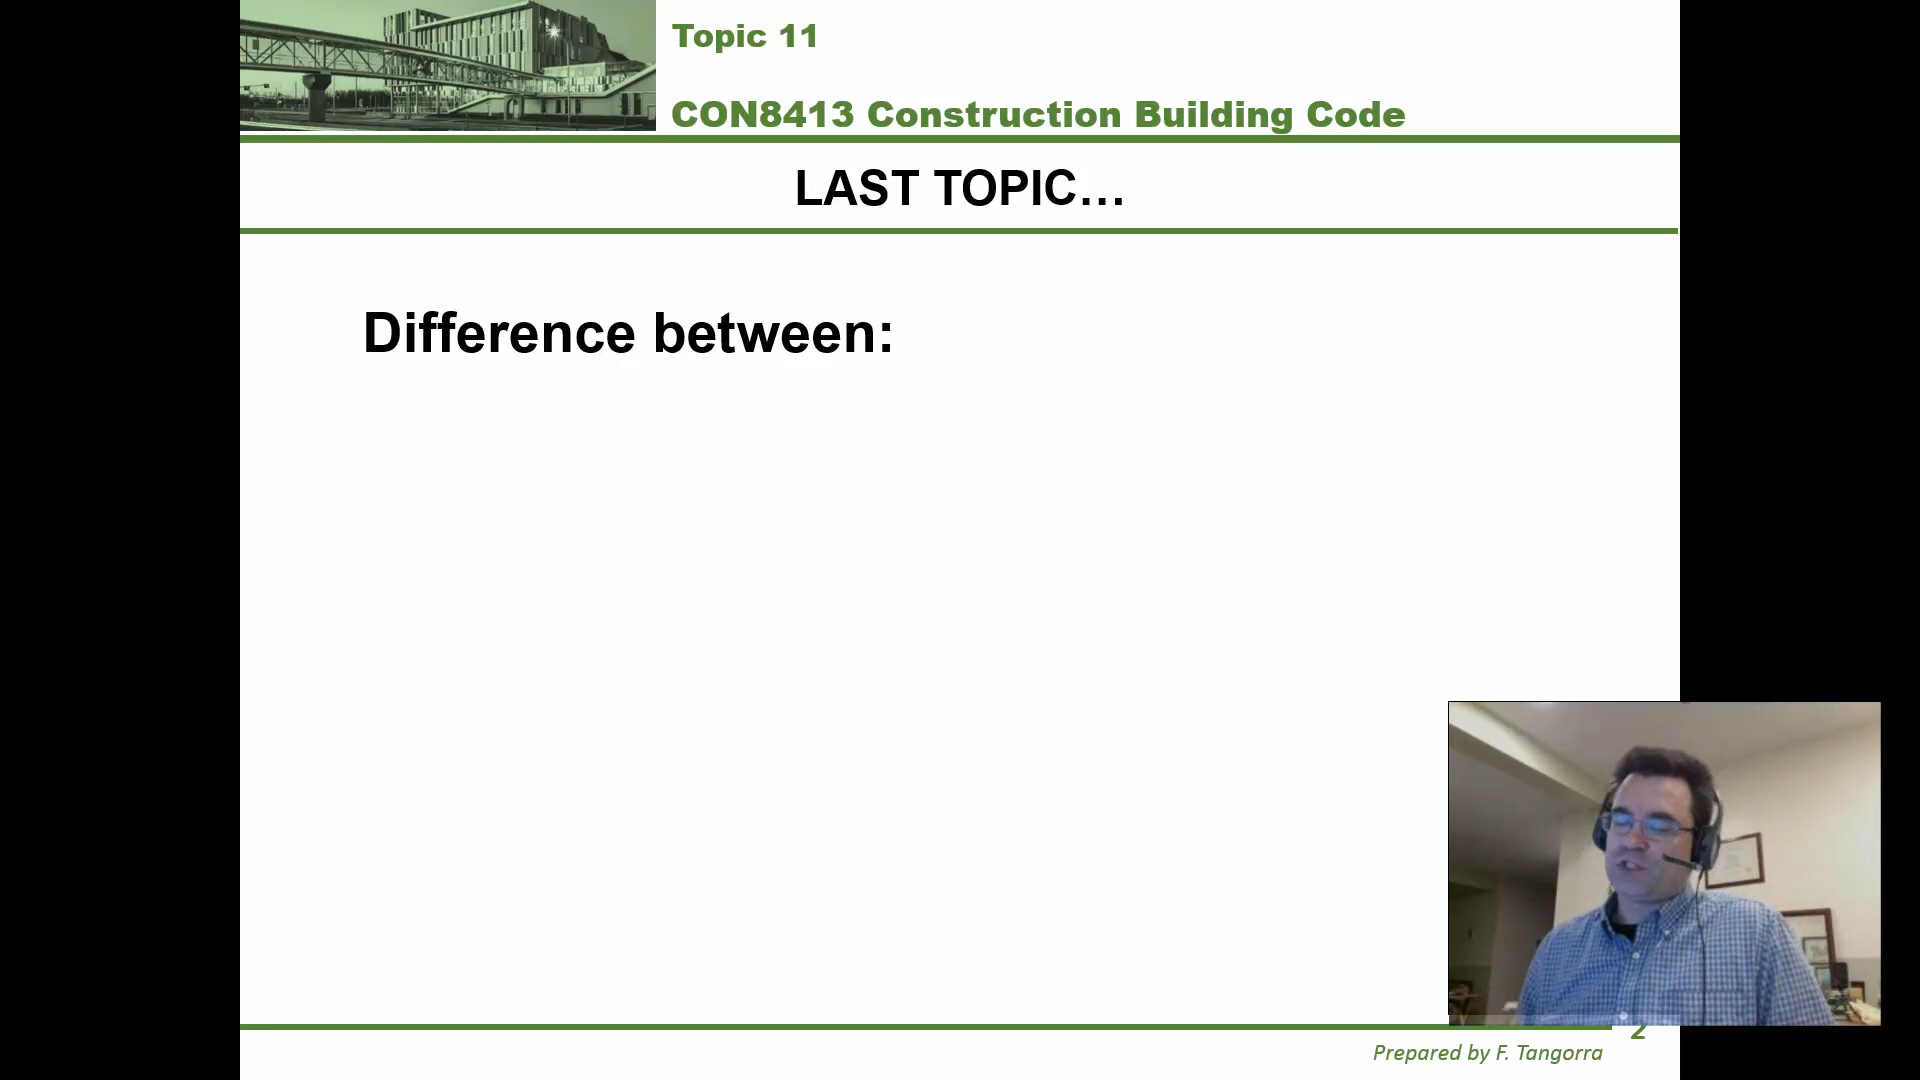 Topic 11
CON8413 Construction Building Code
LAST TOPIC…
Difference between:
2
Prepared by F. Tangorra